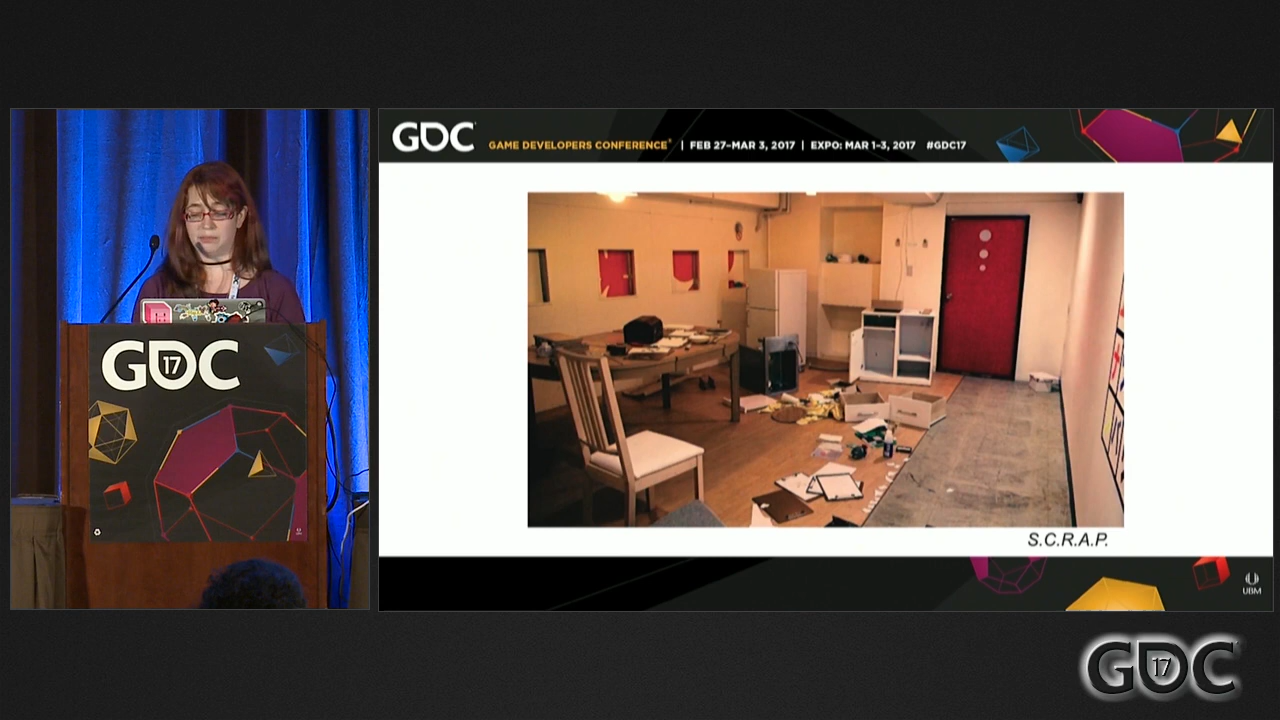 GDC
GAME DEVELOPERS CONFERENCE® | FEB 27–MAR 3, 2017 | EXPO: MAR 1-3, 2017 #GDC17
GDC
17
S.C.R.A.P.
UBM
GDC
17